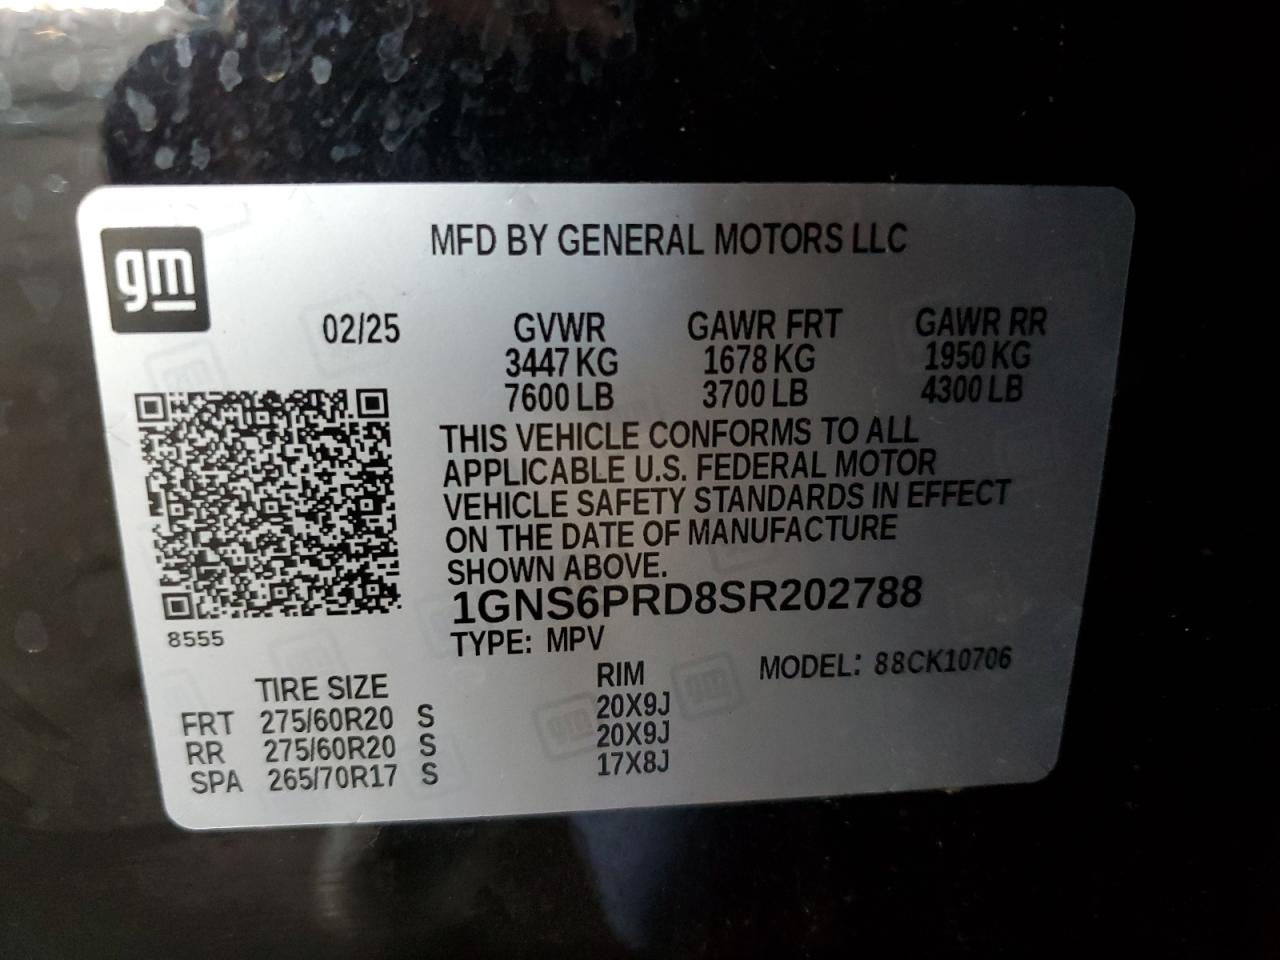 gm
MFD BY GENERAL MOTORS LLC
02/25 GVWR GAWR FRT GAWR RR
3447 KG 1678 KG 1950 KG
7600 LB 3700 LB 4300 LB
THIS VEHICLE CONFORMS TO ALL
APPLICABLE U.S. FEDERAL MOTOR
VEHICLE SAFETY STANDARDS IN EFFECT
ON THE DATE OF MANUFACTURE
SHOWN ABOVE.
1GNS6PRD8SR202788
8555
TYPE: MPV
TIRE SIZE RIM MODEL: 88CK10706
FRT 275/60R20 S 20X9J
RR 275/60R20 S 20X9J
SPA 265/70R17 S 17X8J